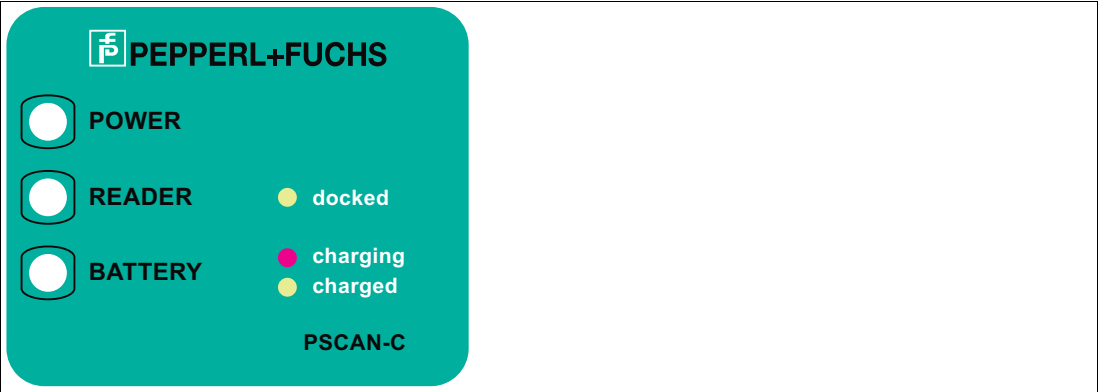 PEPPERL+FUCHS
POWER
READER docked
BATTERY charging
charged
PSCAN-C